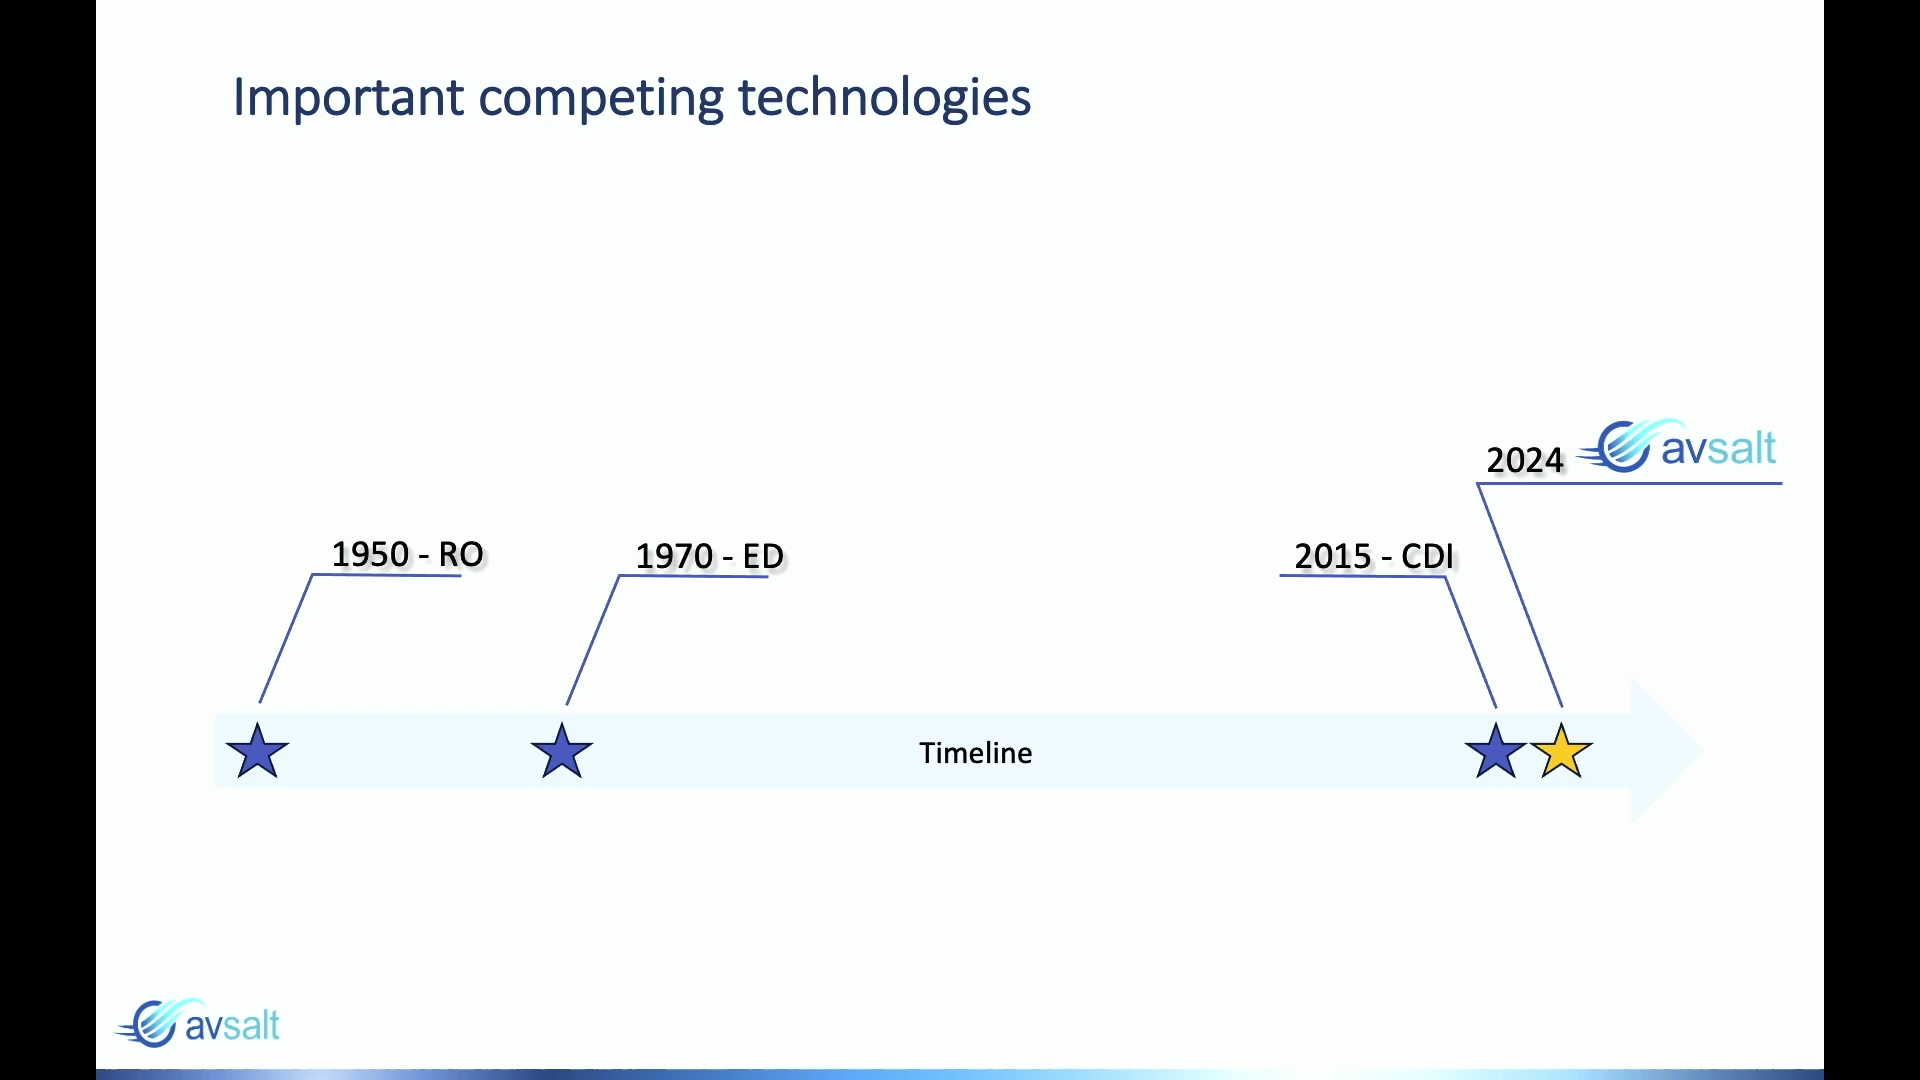 Important competing technologies
2024 avsalt
1950 - RO
1970 - ED
2015 - CDI
Timeline
avsalt